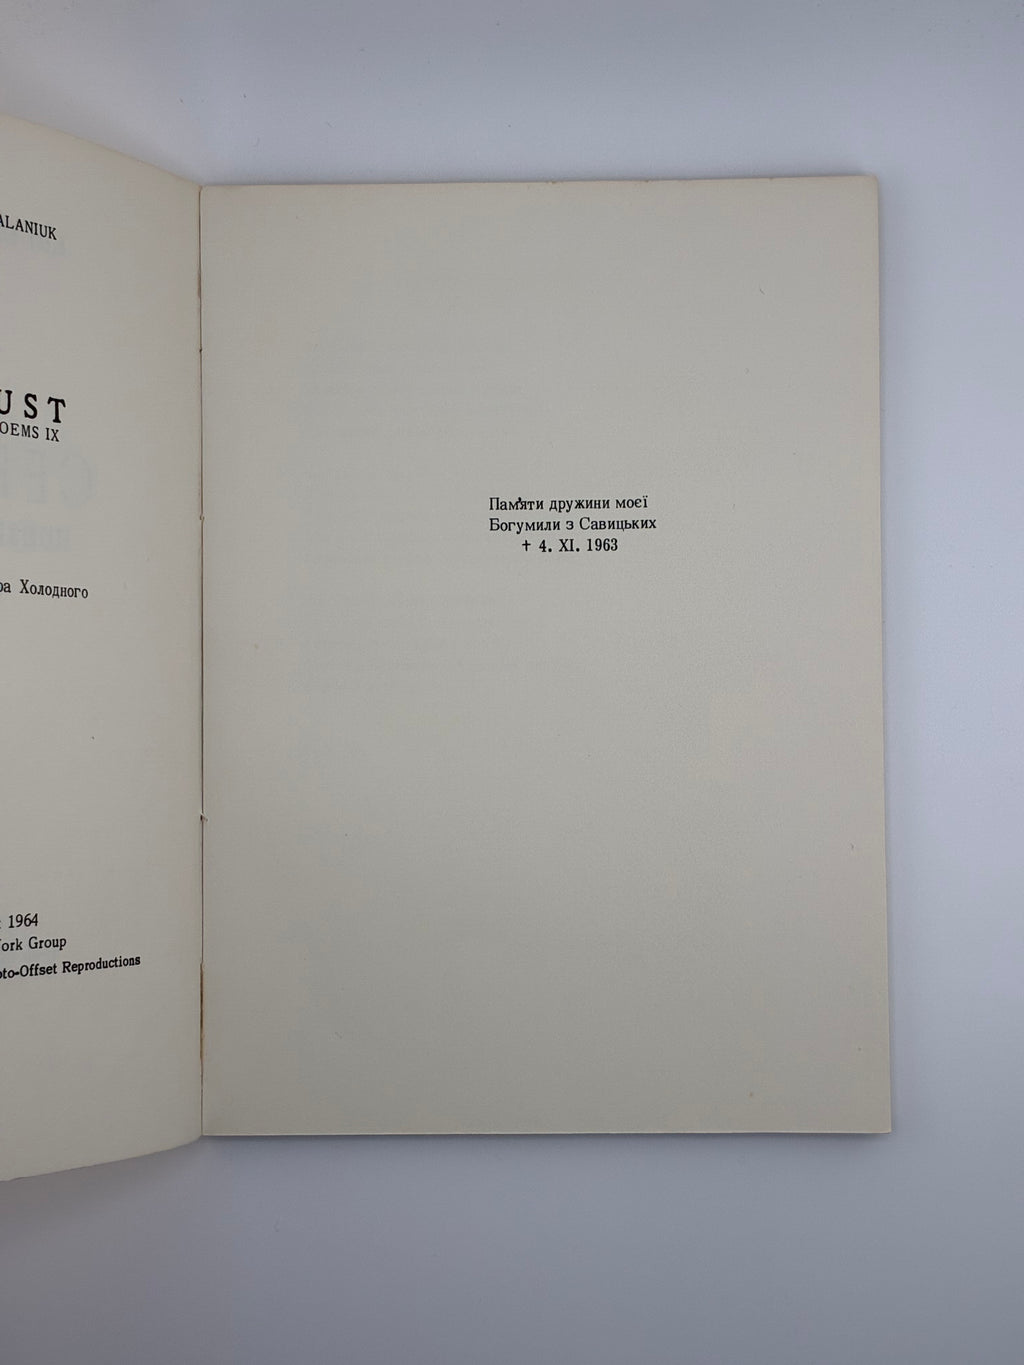 ALANIUK
UST
OEMS IX
ра Холодного
1964
ork Group
oto-Offset Reproductions
Пам'яти дружини моєї
Богумили з Савицьких
† 4. XI. 1963